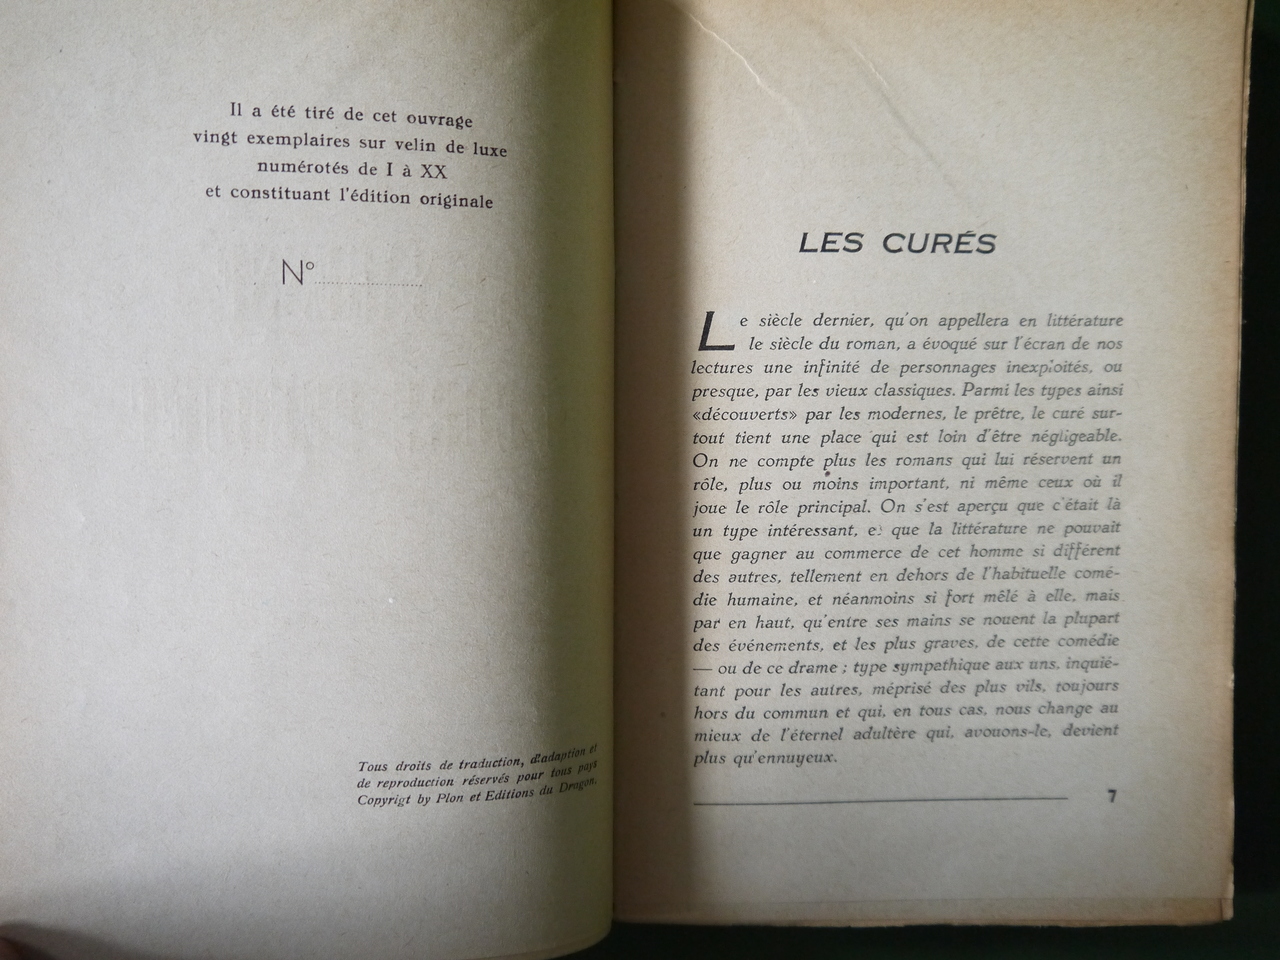 Il a été tiré de cet ouvrage
vingt exemplaires sur velin de luxe
numérotés de I à XX
et constituant l'édition originale
N°
Tous droits de traduction, d'adaption et
de reproduction réservés pour tous pays
Copyrigt by Plon et Editions du Dragon.
LES CURÉS
Le siècle dernier, qu'on appellera en littérature
le siècle du roman, a évoqué sur l'écran de nos
lectures une infinité de personnages inexploités, ou
presque, par les vieux classiques. Parmi les types ainsi
«découverts» par les modernes, le prêtre, le curé sur-
tout tient une place qui est loin d'être négligeable.
On ne compte plus les romans qui lui réservent un
rôle, plus ou moins important, ni même ceux où il
joue le rôle principal. On s'est aperçu que c'était là
un type intéressant, et que la littérature ne pouvait
que gagner au commerce de cet homme si différent
des autres, tellement en dehors de l'habituelle comé-
die humaine, et néanmoins si fort mêlé à elle, mais
par en haut, qu'entre ses mains se nouent la plupart
des événements, et les plus graves, de cette comédie
— ou de ce drame ; type sympathique aux uns, inquié-
tant pour les autres, méprisé des plus vils, toujours
hors du commun et qui, en tous cas, nous change au
mieux de l'éternel adultère qui, avouons-le, devient
plus qu'ennuyeux.
7